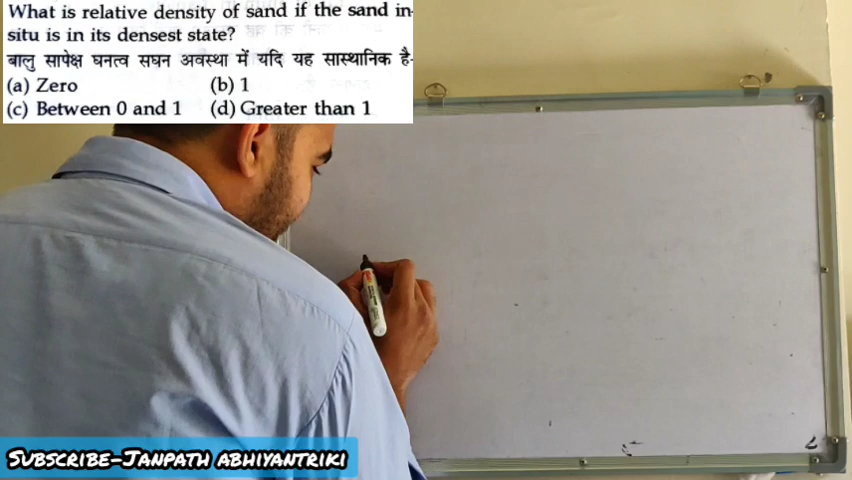 What is relative density of sand if the sand in-
situ is in its densest state?
बालु सापेक्ष घनत्व सघन अवस्था में यदि यह सास्थानिक है-
(a) Zero (b) 1
(c) Between 0 and 1 (d) Greater than 1
SUBSCRIBE-JANPATH ABHIYANTRIKI